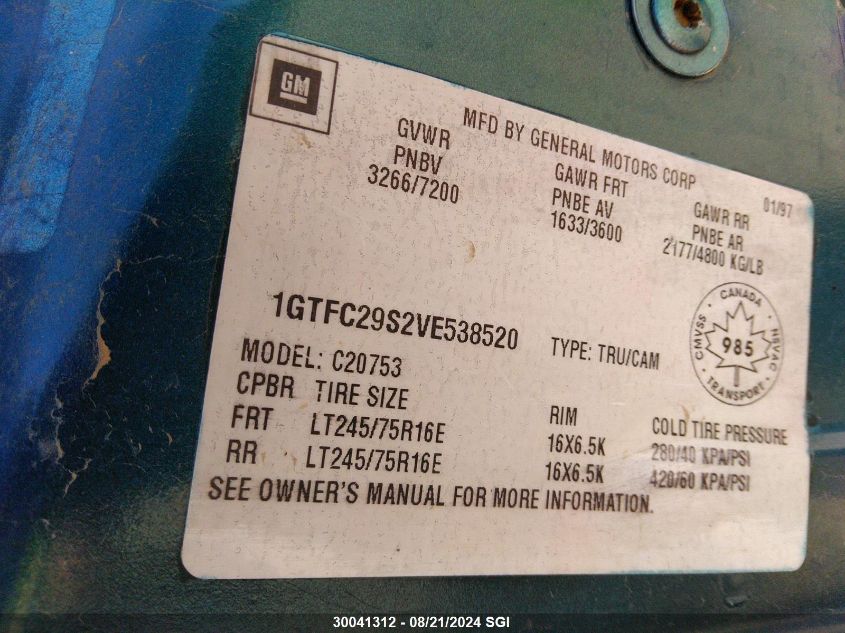 GM
MFD BY GENERAL MOTORS CORP
01/97
GVWR
PNBV
3266/7200
GAWR FRT
PNBE AV
1633/3600
GAWR RR
PNBE AR
2177/4800 KG/LB
1GTFC29S2VE538520
TYPE: TRU/CAM
CANADA
CMVSS
985
NSVAC
TRANSPORT
MODEL: C20753
CPBR TIRE SIZE RIM COLD TIRE PRESSURE
FRT LT245/75R16E 16X6.5K 280/40 KPA/PSI
RR LT245/75R16E 16X6.5K 420/60 KPA/PSI
SEE OWNER'S MANUAL FOR MORE INFORMATION.
30041312 - 08/21/2024 SGI